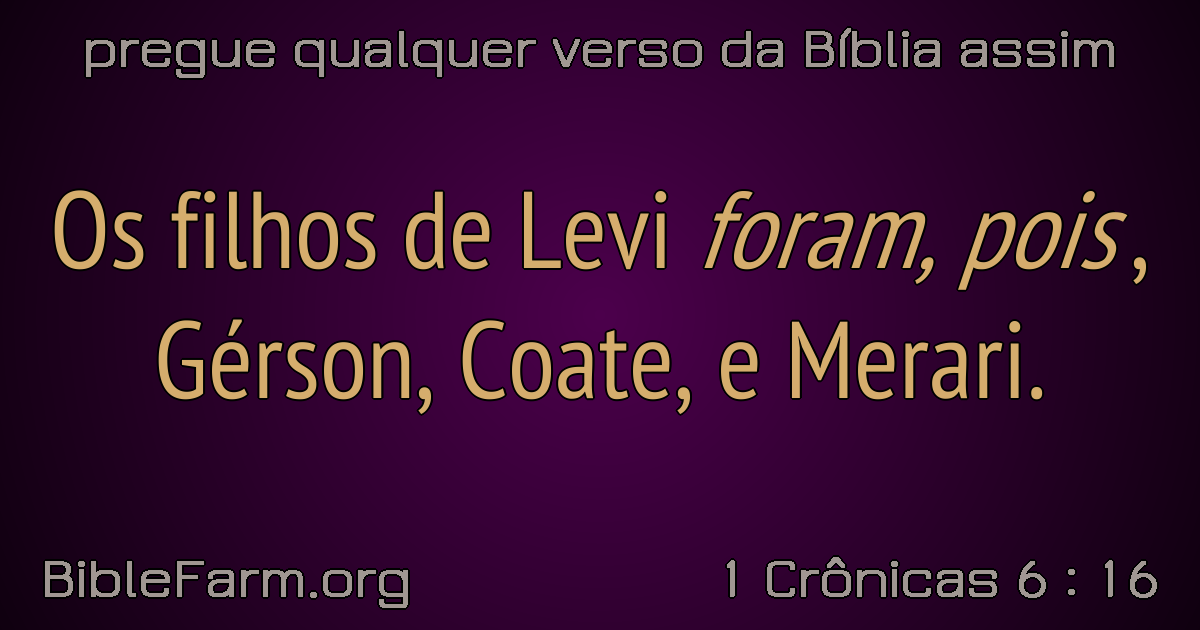 pregue qualquer verso da Bíblia assim
Os filhos de Levi foram, pois,
Gérson, Coate, e Merari.
BibleFarm.org
1 Crônicas 6 : 16